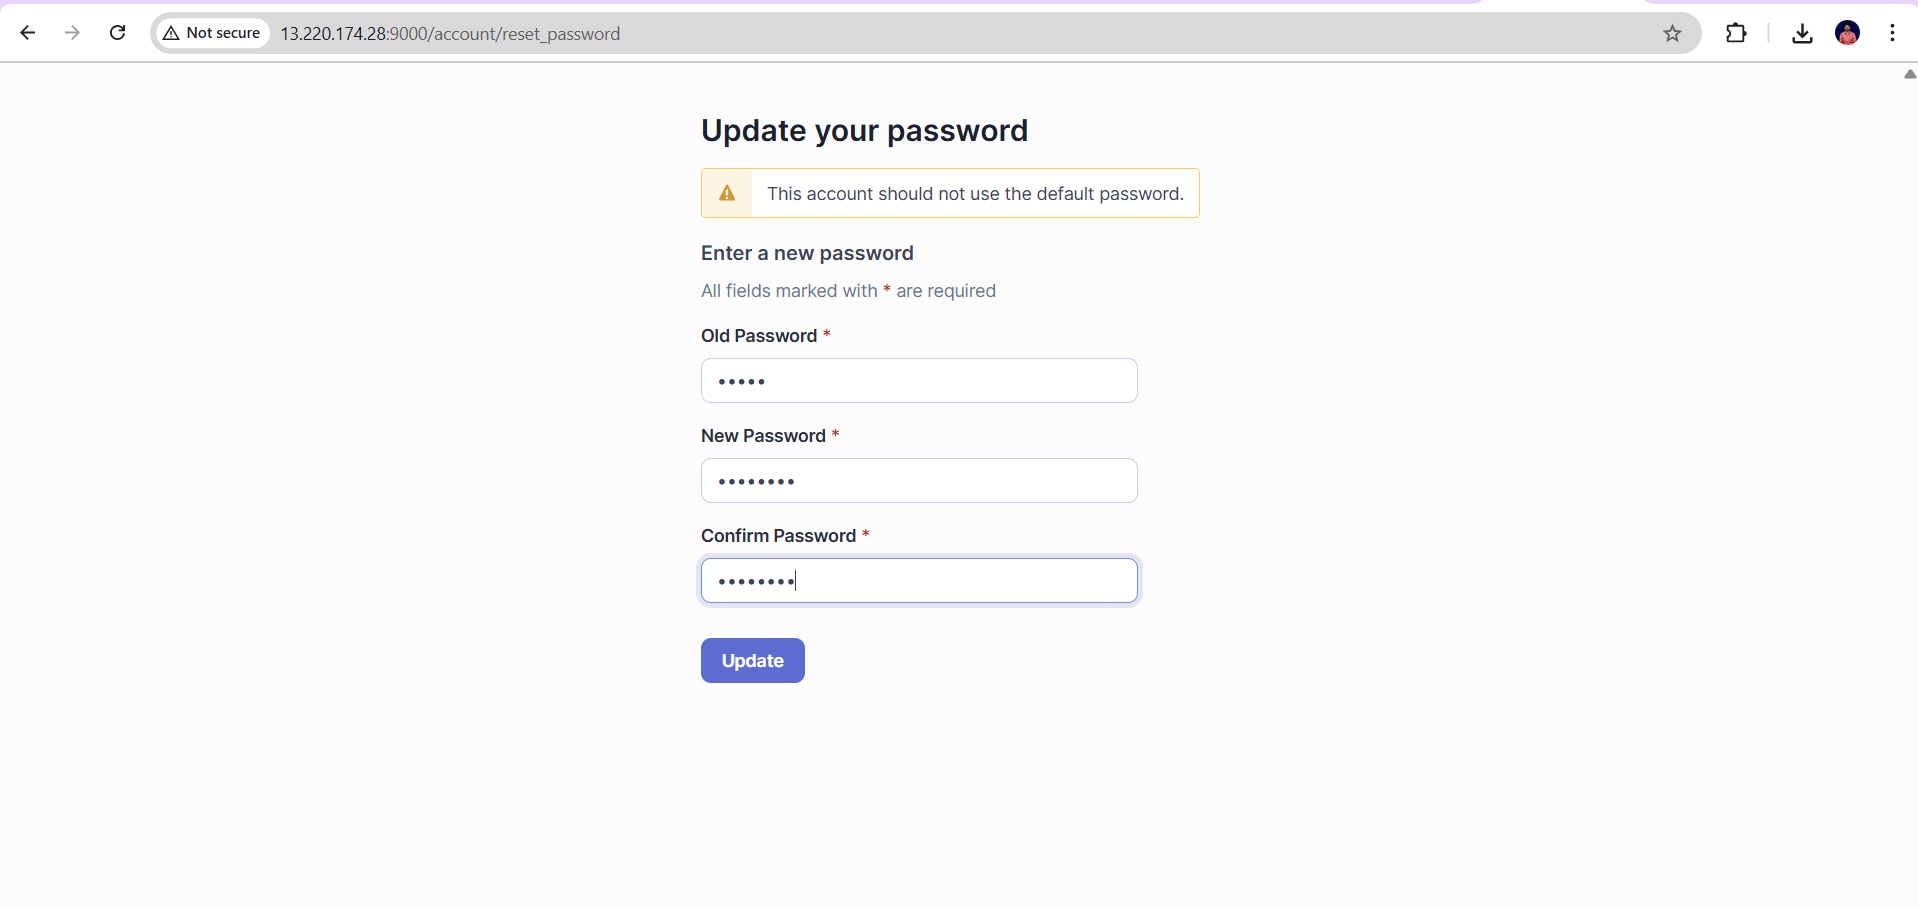 Not secure 13.220.174.28:9000/account/reset_password
Update your password
This account should not use the default password.
Enter a new password
All fields marked with * are required
Old Password *
•••••
New Password *
••••••••
Confirm Password *
••••••••
Update